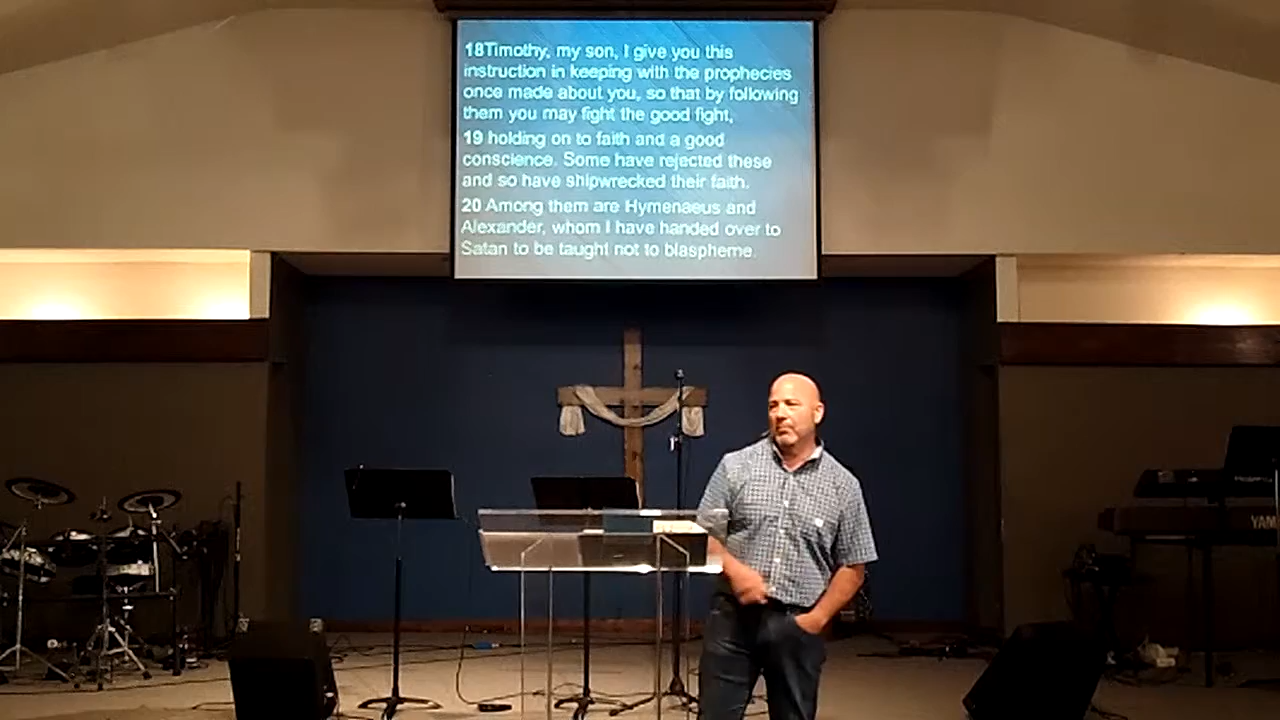 18Timothy, my son, I give you this
instruction in keeping with the prophecies
once made about you, so that by following
them you may fight the good fight,
19 holding on to faith and a good
conscience. Some have rejected these
and so have shipwrecked their faith.
20 Among them are Hymenaeus and
Alexander, whom I have handed over to
Satan to be taught not to blaspheme.
YAM